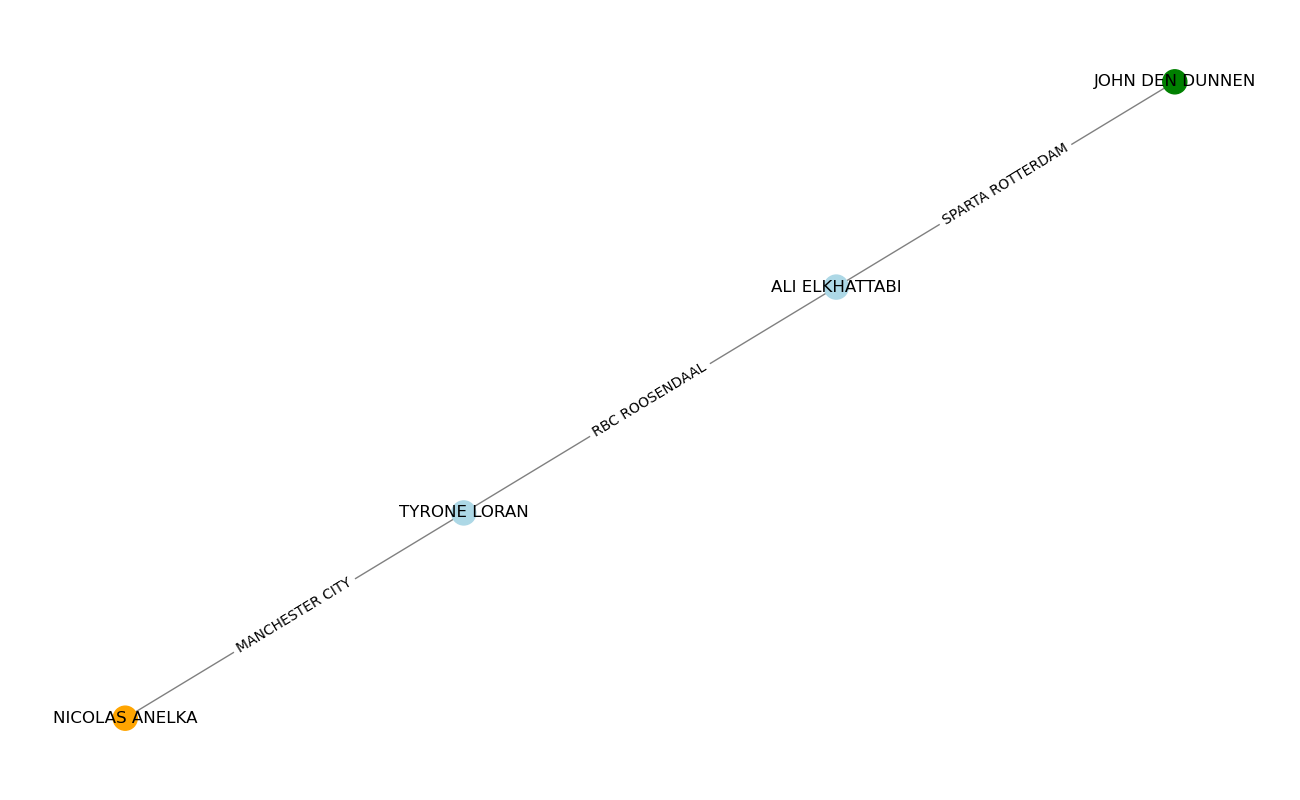 JOHN DEN DUNNEN
SPARTA ROTTERDAM
ALI ELKHATTABI
RBC ROOSENDAAL
TYRONE LORAN
MANCHESTER CITY
NICOLAS ANELKA